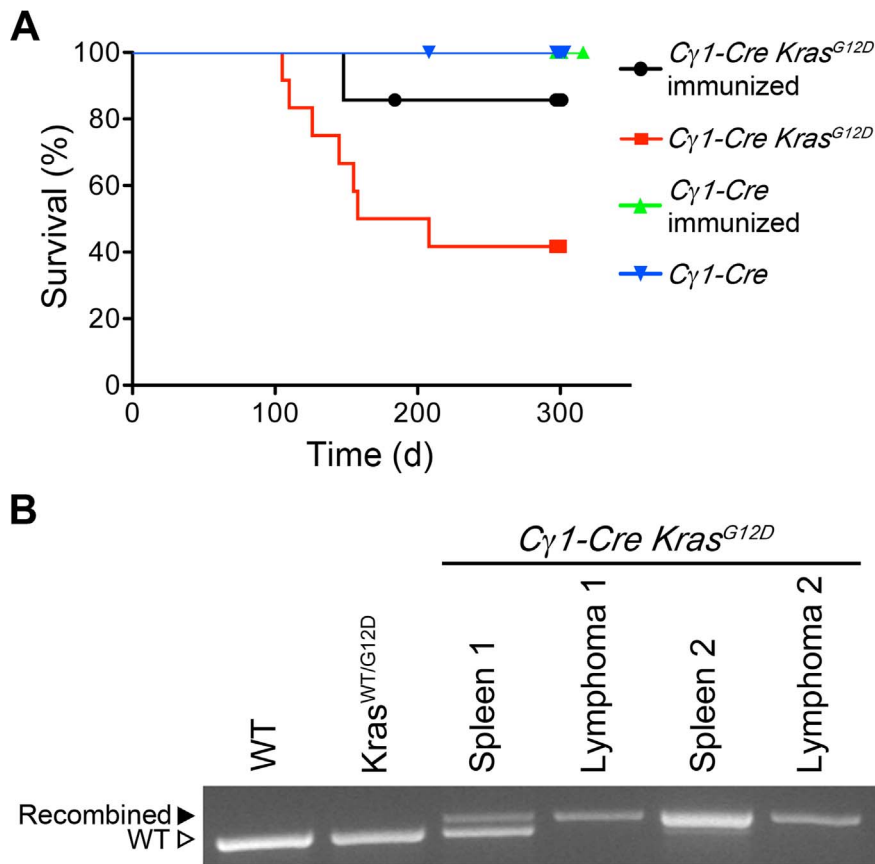 A
Survival (%)
100
80
60
40
20
0
0 100 200 300
Time (d)
Cγ1-Cre Kras^G12D
immunized
Cγ1-Cre Kras^G12D
Cγ1-Cre
immunized
Cγ1-Cre
B
Cγ1-Cre Kras^G12D
WT
Kras^WT/G12D
Spleen 1
Lymphoma 1
Spleen 2
Lymphoma 2
Recombined
WT